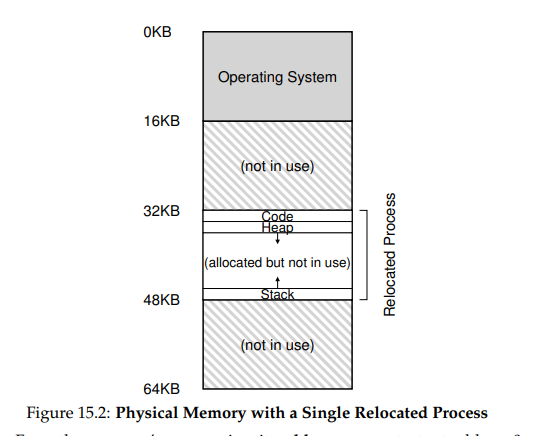 0KB
Operating System
16KB
(not in use)
32KB
Code
Heap
(allocated but not in use)
Stack
48KB
Relocated Process
(not in use)
64KB
Figure 15.2: Physical Memory with a Single Relocated Process